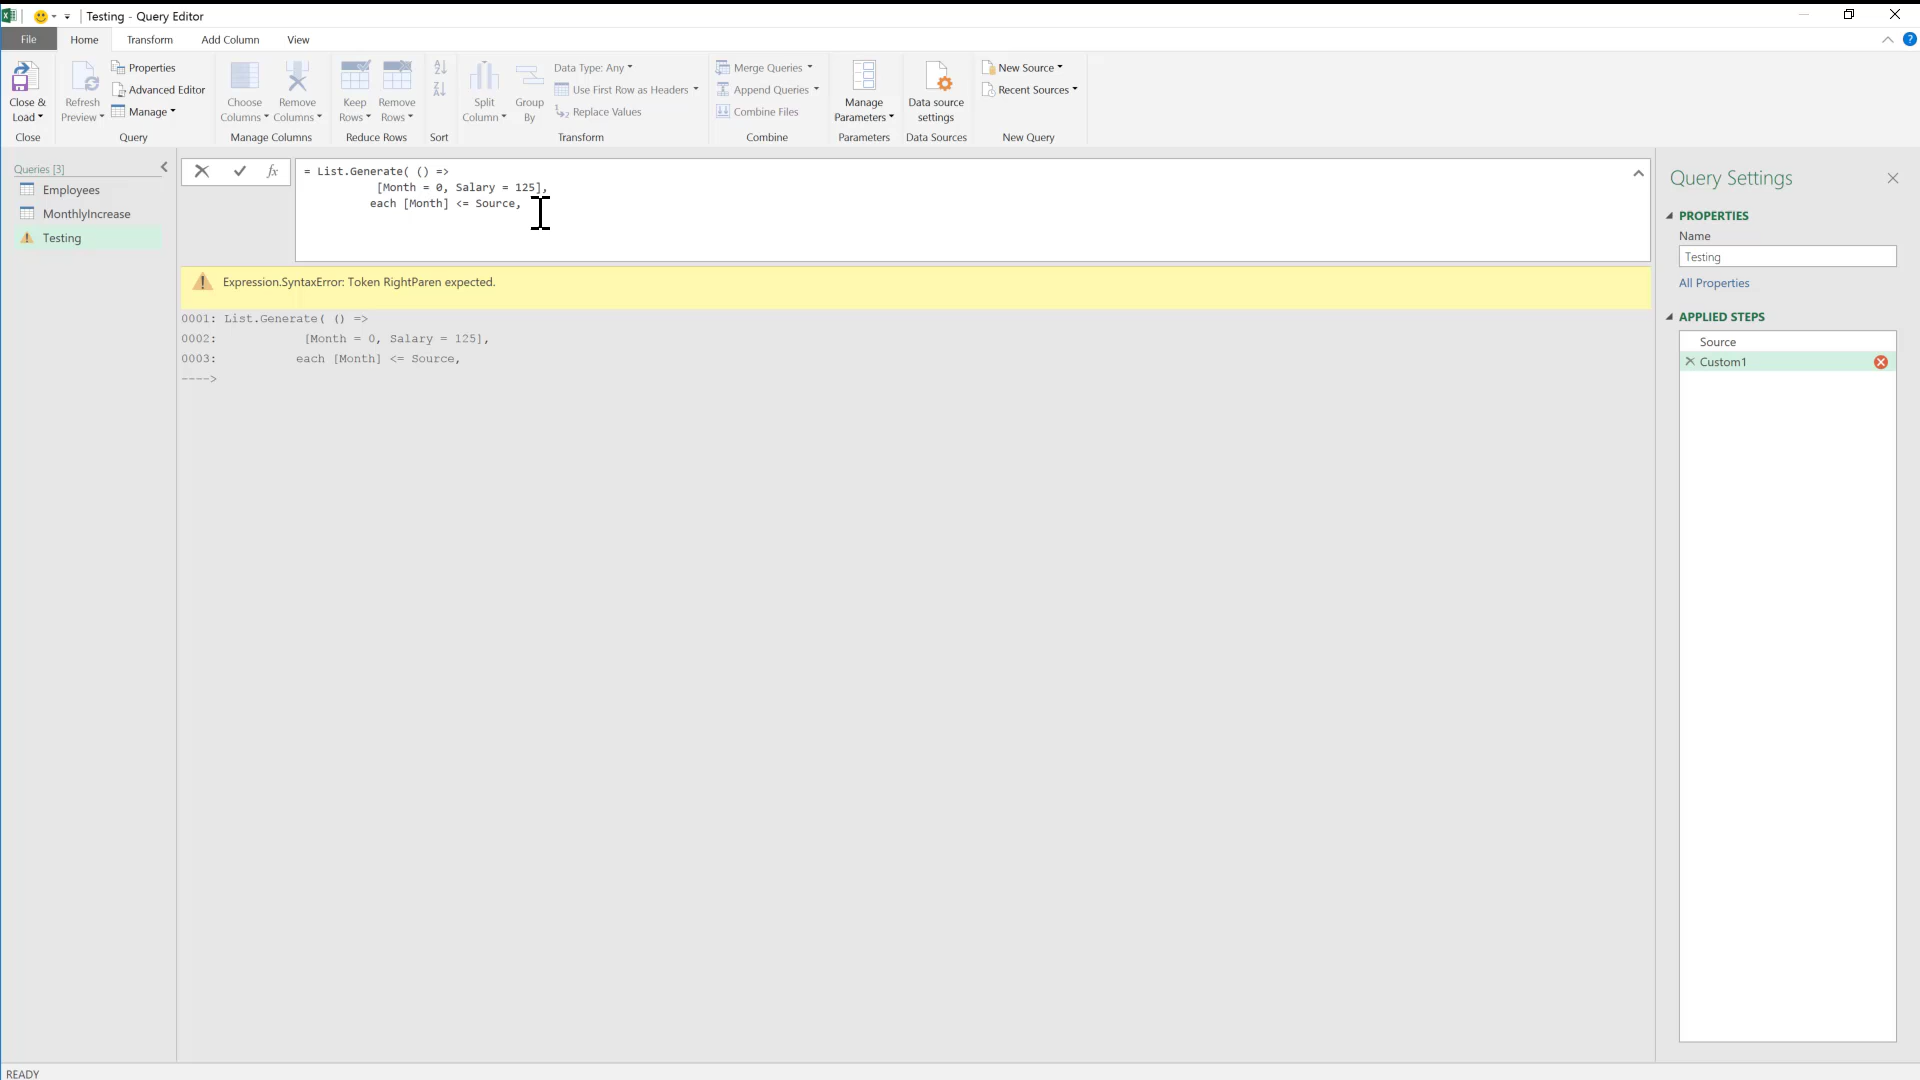 Testing - Query Editor
File Home Transform Add Column View
Close &
Load
Close
Refresh
Preview
Properties
Advanced Editor
Manage
Query
Choose
Columns
Remove
Columns
Manage Columns
Keep
Rows
Remove
Rows
Reduce Rows
Sort
Split
Column
Group
By
Data Type: Any
Use First Row as Headers
Replace Values
Transform
Merge Queries
Append Queries
Combine Files
Combine
Manage
Parameters
Parameters
Data source
settings
Data Sources
New Source
Recent Sources
New Query
Queries [3]
Employees
MonthlyIncrease
Testing
fx
= List.Generate( () =>
[Month = 0, Salary = 125],
each [Month] <= Source,
Expression.SyntaxError: Token RightParen expected.
0001: List.Generate( () =>
0002: [Month = 0, Salary = 125],
0003: each [Month] <= Source,
---->
Query Settings
PROPERTIES
Name
Testing
All Properties
APPLIED STEPS
Source
Custom1
READY